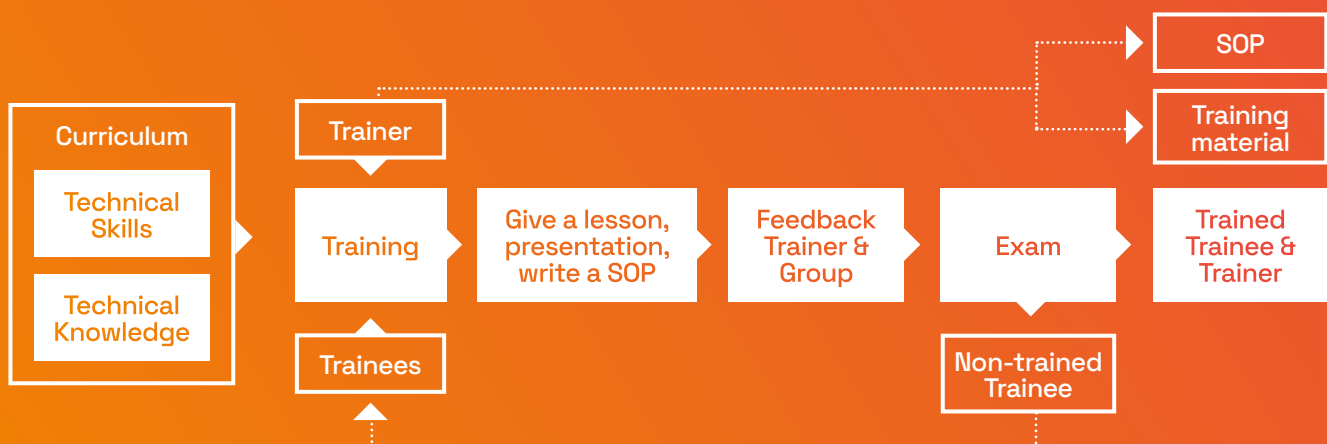 Curriculum
Technical
Skills
Technical
Knowledge
Trainer
Training
Trainees
Give a lesson,
presentation,
write a SOP
Feedback
Trainer &
Group
Exam
Non-trained
Trainee
SOP
Training
material
Trained
Trainee &
Trainer